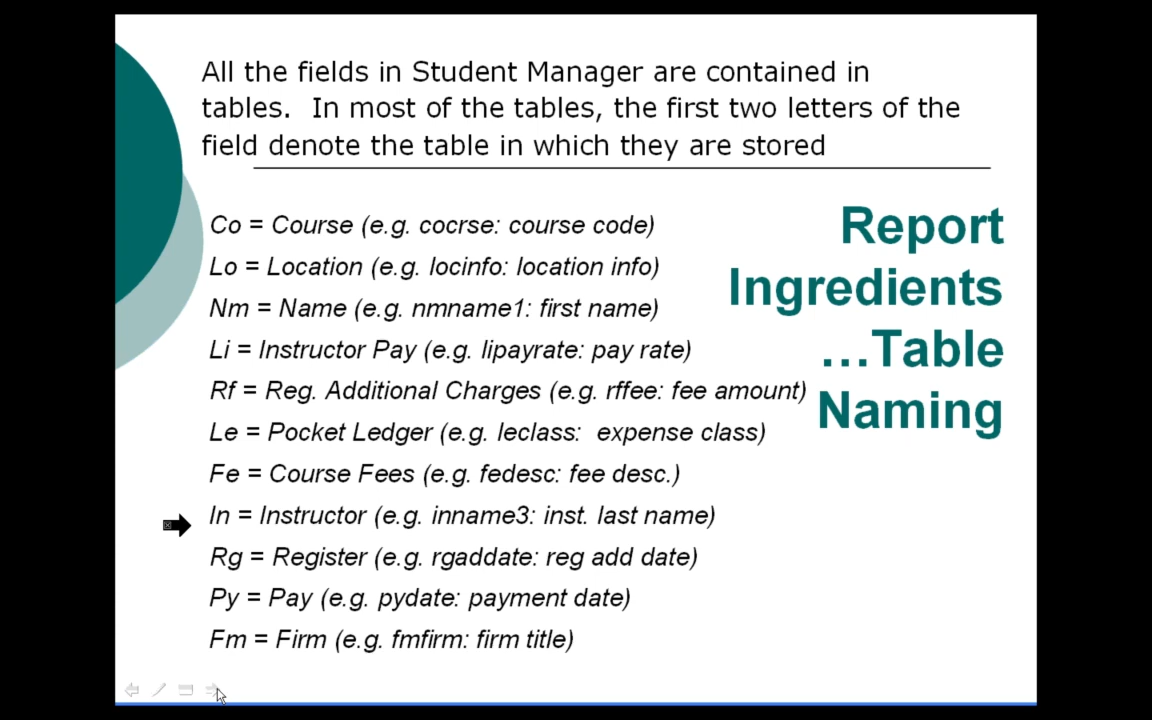 All the fields in Student Manager are contained in
tables.  In most of the tables, the first two letters of the
field denote the table in which they are stored
Report
Ingredients
…Table
Naming
Co = Course (e.g. cocrse: course code)
Lo = Location (e.g. locinfo: location info)
Nm = Name (e.g. nmname1: first name)
Li = Instructor Pay (e.g. lipayrate: pay rate)
Rf = Reg. Additional Charges (e.g. rffee: fee amount)
Le = Pocket Ledger (e.g. leclass:  expense class)
Fe = Course Fees (e.g. fedesc: fee desc.)
In = Instructor (e.g. inname3: inst. last name)
Rg = Register (e.g. rgaddate: reg add date)
Py = Pay (e.g. pydate: payment date)
Fm = Firm (e.g. fmfirm: firm title)